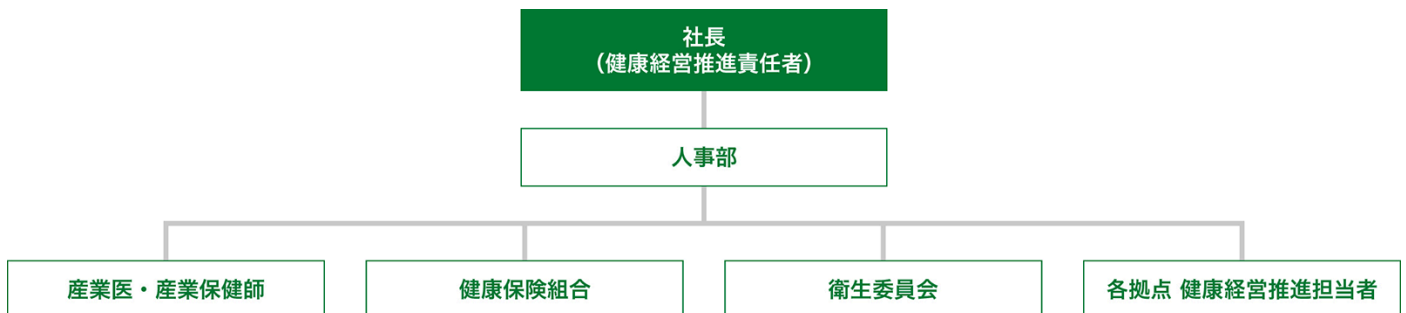 社長
（健康経営推進責任者）
人事部
産業医・産業保健師
健康保険組合
衛生委員会
各拠点 健康経営推進担当者